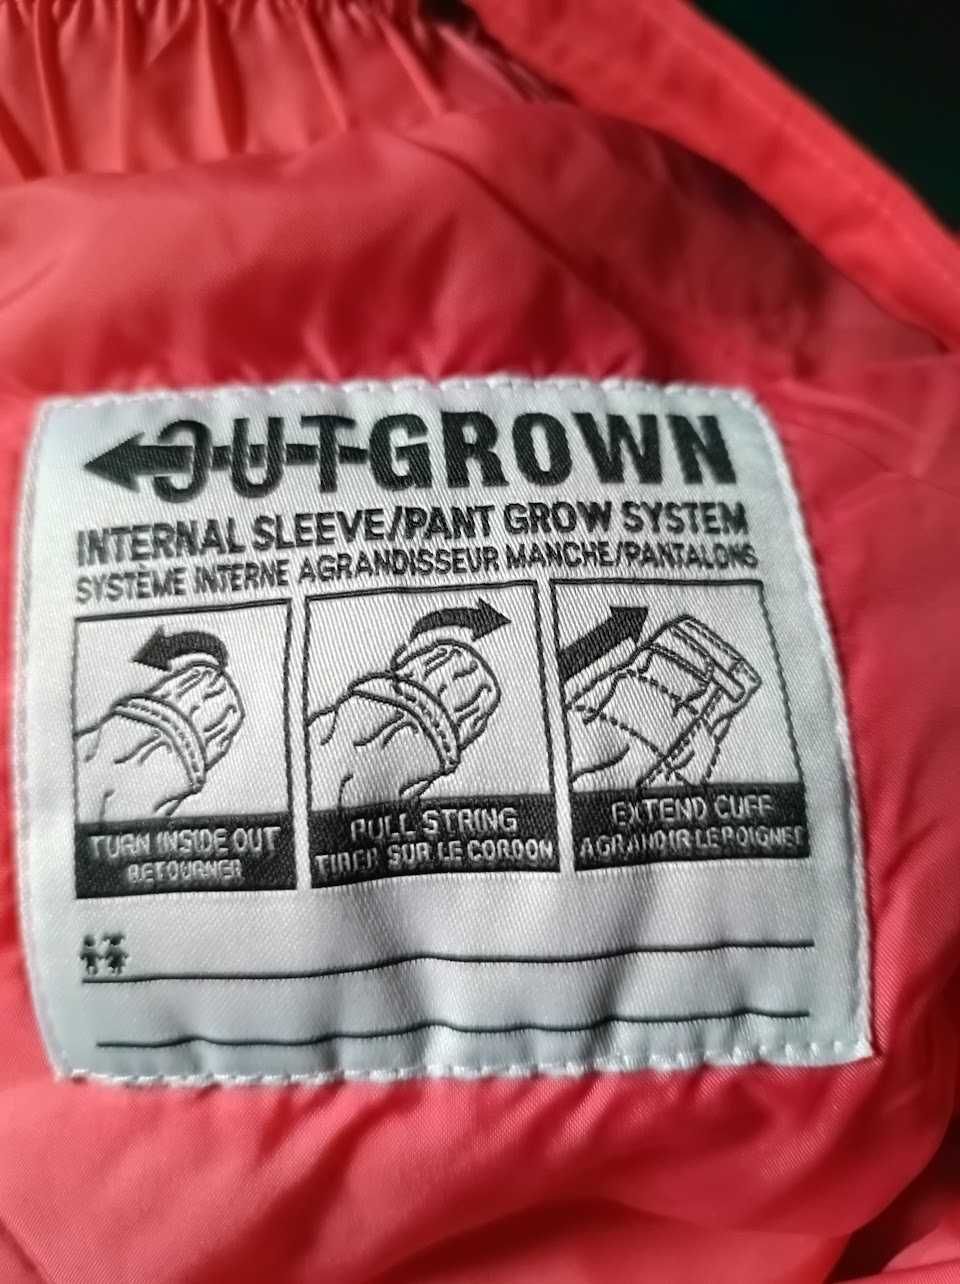 OUTGROWN
INTERNAL SLEEVE/PANT GROW SYSTEM
SYSTÈME INTERNE AGRANDISSEUR MANCHE/PANTALONS
TURN INSIDE OUT
RETOURNER
PULL STRING
TIRER SUR LE CORDON
EXTEND CUFF
AGRANDIR LE POIGNET